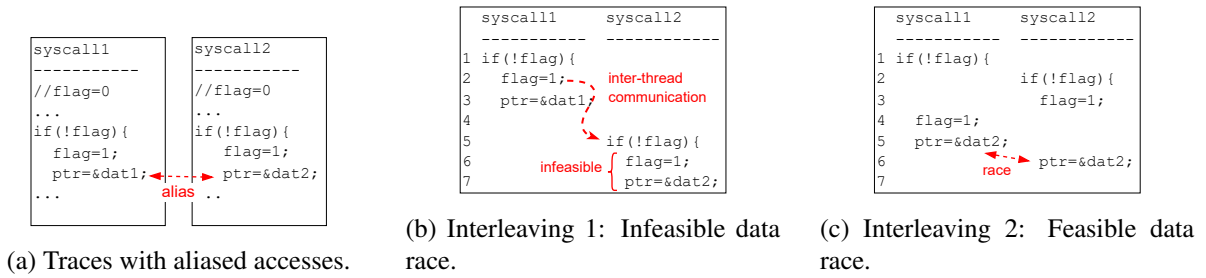 syscall1
-----------
//flag=0
...
if(!flag){
flag=1;
ptr=&dat1;
...
syscall2
-----------
//flag=0
...
if(!flag){
flag=1;
ptr=&dat2;
..
alias
(a) Traces with aliased accesses.
syscall1 syscall2
----------- ------------
1 if(!flag){
2 flag=1;
3 ptr=&dat1;
4
5 if(!flag){
6 flag=1;
7 ptr=&dat2;
inter-thread
communication
infeasible
(b) Interleaving 1: Infeasible data
race.
syscall1 syscall2
----------- ------------
1 if(!flag){
2 if(!flag){
3 flag=1;
4 flag=1;
5 ptr=&dat2;
6 ptr=&dat2;
7
race
(c) Interleaving 2: Feasible data
race.